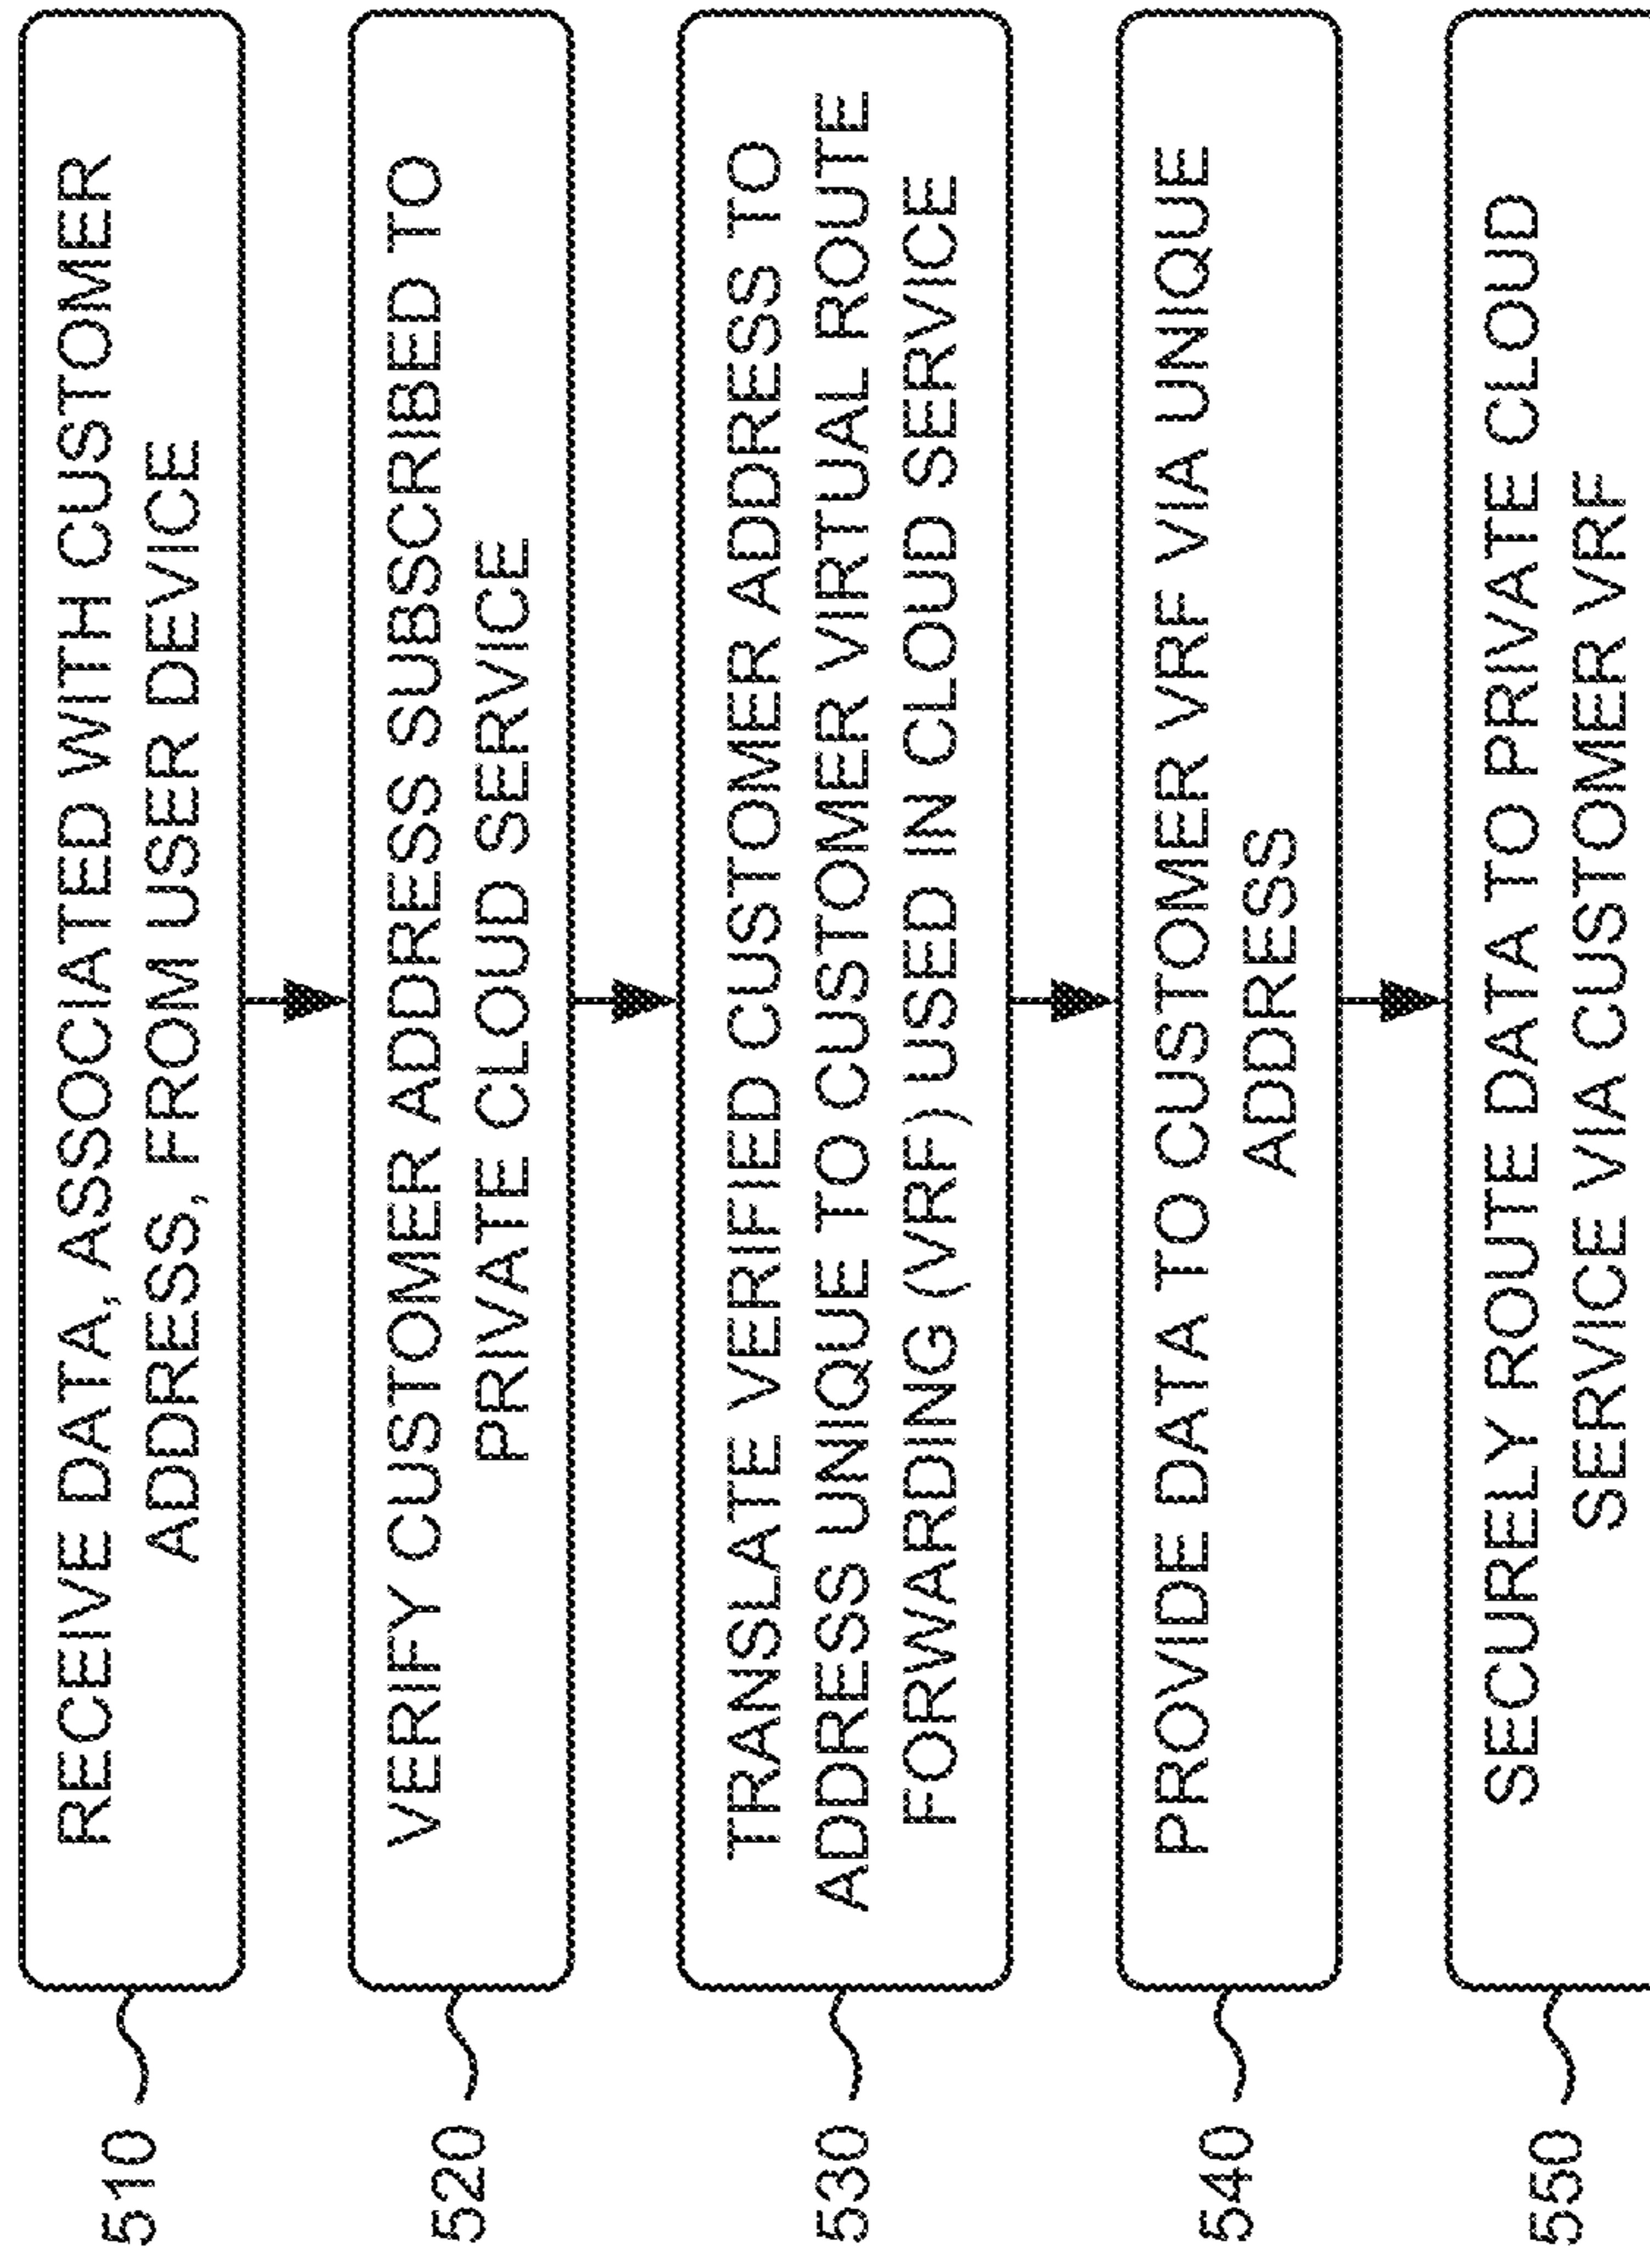 510
RECEIVE DATA, ASSOCIATED WITH CUSTOMER
ADDRESS, FROM USER DEVICE
520
VERIFY CUSTOMER ADDRESS SUBSCRIBED TO
PRIVATE CLOUD SERVICE
530
TRANSLATE VERIFIED CUSTOMER ADDRESS TO
ADDRESS UNIQUE TO CUSTOMER VIRTUAL ROUTE
FORWARDING (VRF) USED IN CLOUD SERVICE
540
PROVIDE DATA TO CUSTOMER VRF VIA UNIQUE
ADDRESS
550
SECURELY ROUTE DATA TO PRIVATE CLOUD
SERVICE VIA CUSTOMER VRF